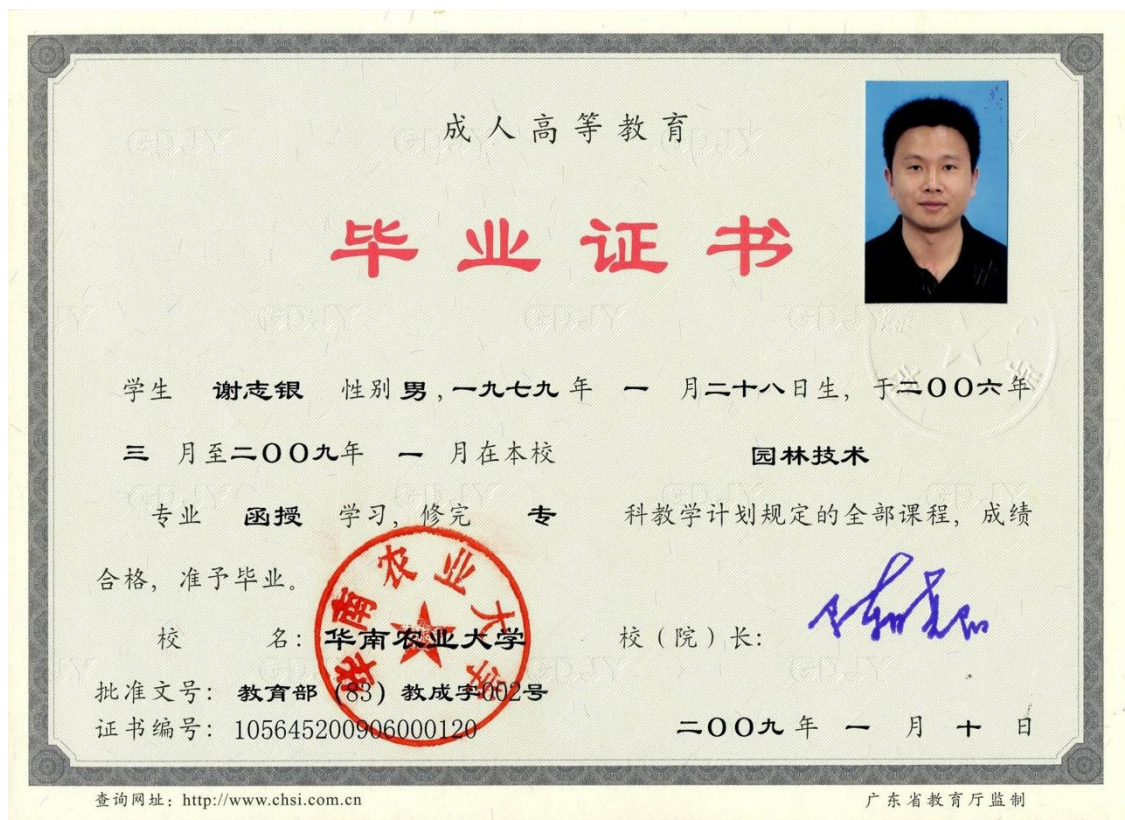 成人高等教育
毕业证书
学生 谢志银 性别 男, 一九七九 年 一 月 二十八 日生, 于 二〇〇六 年
三 月至 二〇〇九 年 一 月在本校 园林技术
专业 函授 学习, 修完 专 科教学计划规定的全部课程, 成绩
合格, 准予毕业。
校 名: 华南农业大学 校(院)长:
批准文号: 教育部 (83) 教成字002号
证书编号: 105645200906000120 二〇〇九 年 一 月 十 日
查询网址: http://www.chsi.com.cn 广东省教育厅监制
华南农业大学
GDJY